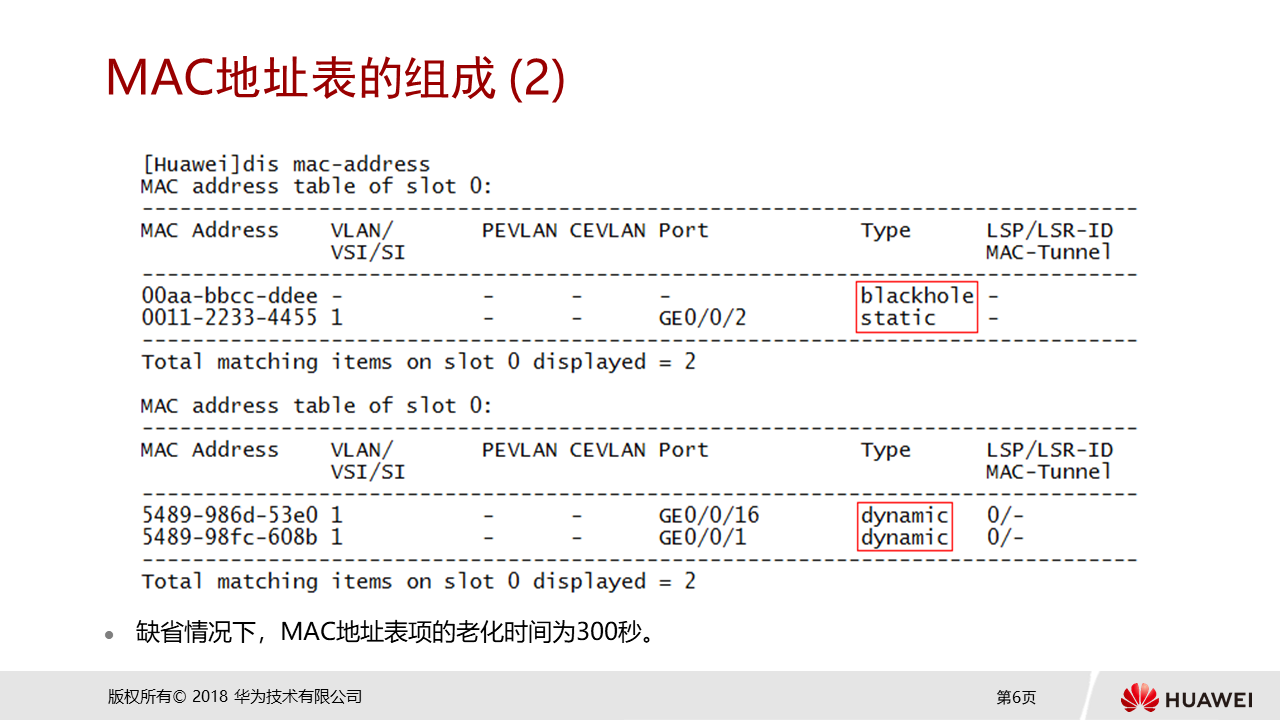 MAC地址表的组成 (2)
[Huawei]dis mac-address
MAC address table of slot 0:
-------------------------------------------------------------------------------
MAC Address    VLAN/       PEVLAN CEVLAN Port            Type      LSP/LSR-ID
               VSI/SI                                              MAC-Tunnel
-------------------------------------------------------------------------------
00aa-bbcc-ddee -           -      -      -               blackhole -
0011-2233-4455 1           -      -      GE0/0/2         static    -
-------------------------------------------------------------------------------
Total matching items on slot 0 displayed = 2
MAC address table of slot 0:
-------------------------------------------------------------------------------
MAC Address    VLAN/       PEVLAN CEVLAN Port            Type      LSP/LSR-ID
               VSI/SI                                              MAC-Tunnel
-------------------------------------------------------------------------------
5489-986d-53e0 1           -      -      GE0/0/16        dynamic   0/-
5489-98fc-608b 1           -      -      GE0/0/1         dynamic   0/-
-------------------------------------------------------------------------------
Total matching items on slot 0 displayed = 2
• 缺省情况下，MAC地址表项的老化时间为300秒。
版权所有© 2018 华为技术有限公司
第6页
HUAWEI